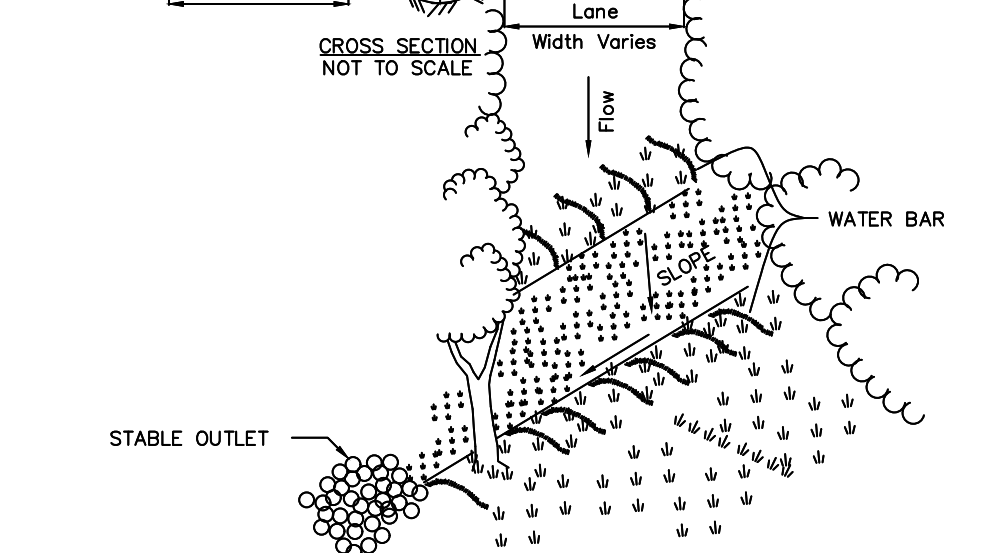 Lane
Width Varies
CROSS SECTION
NOT TO SCALE
Flow
WATER BAR
SLOPE
STABLE OUTLET